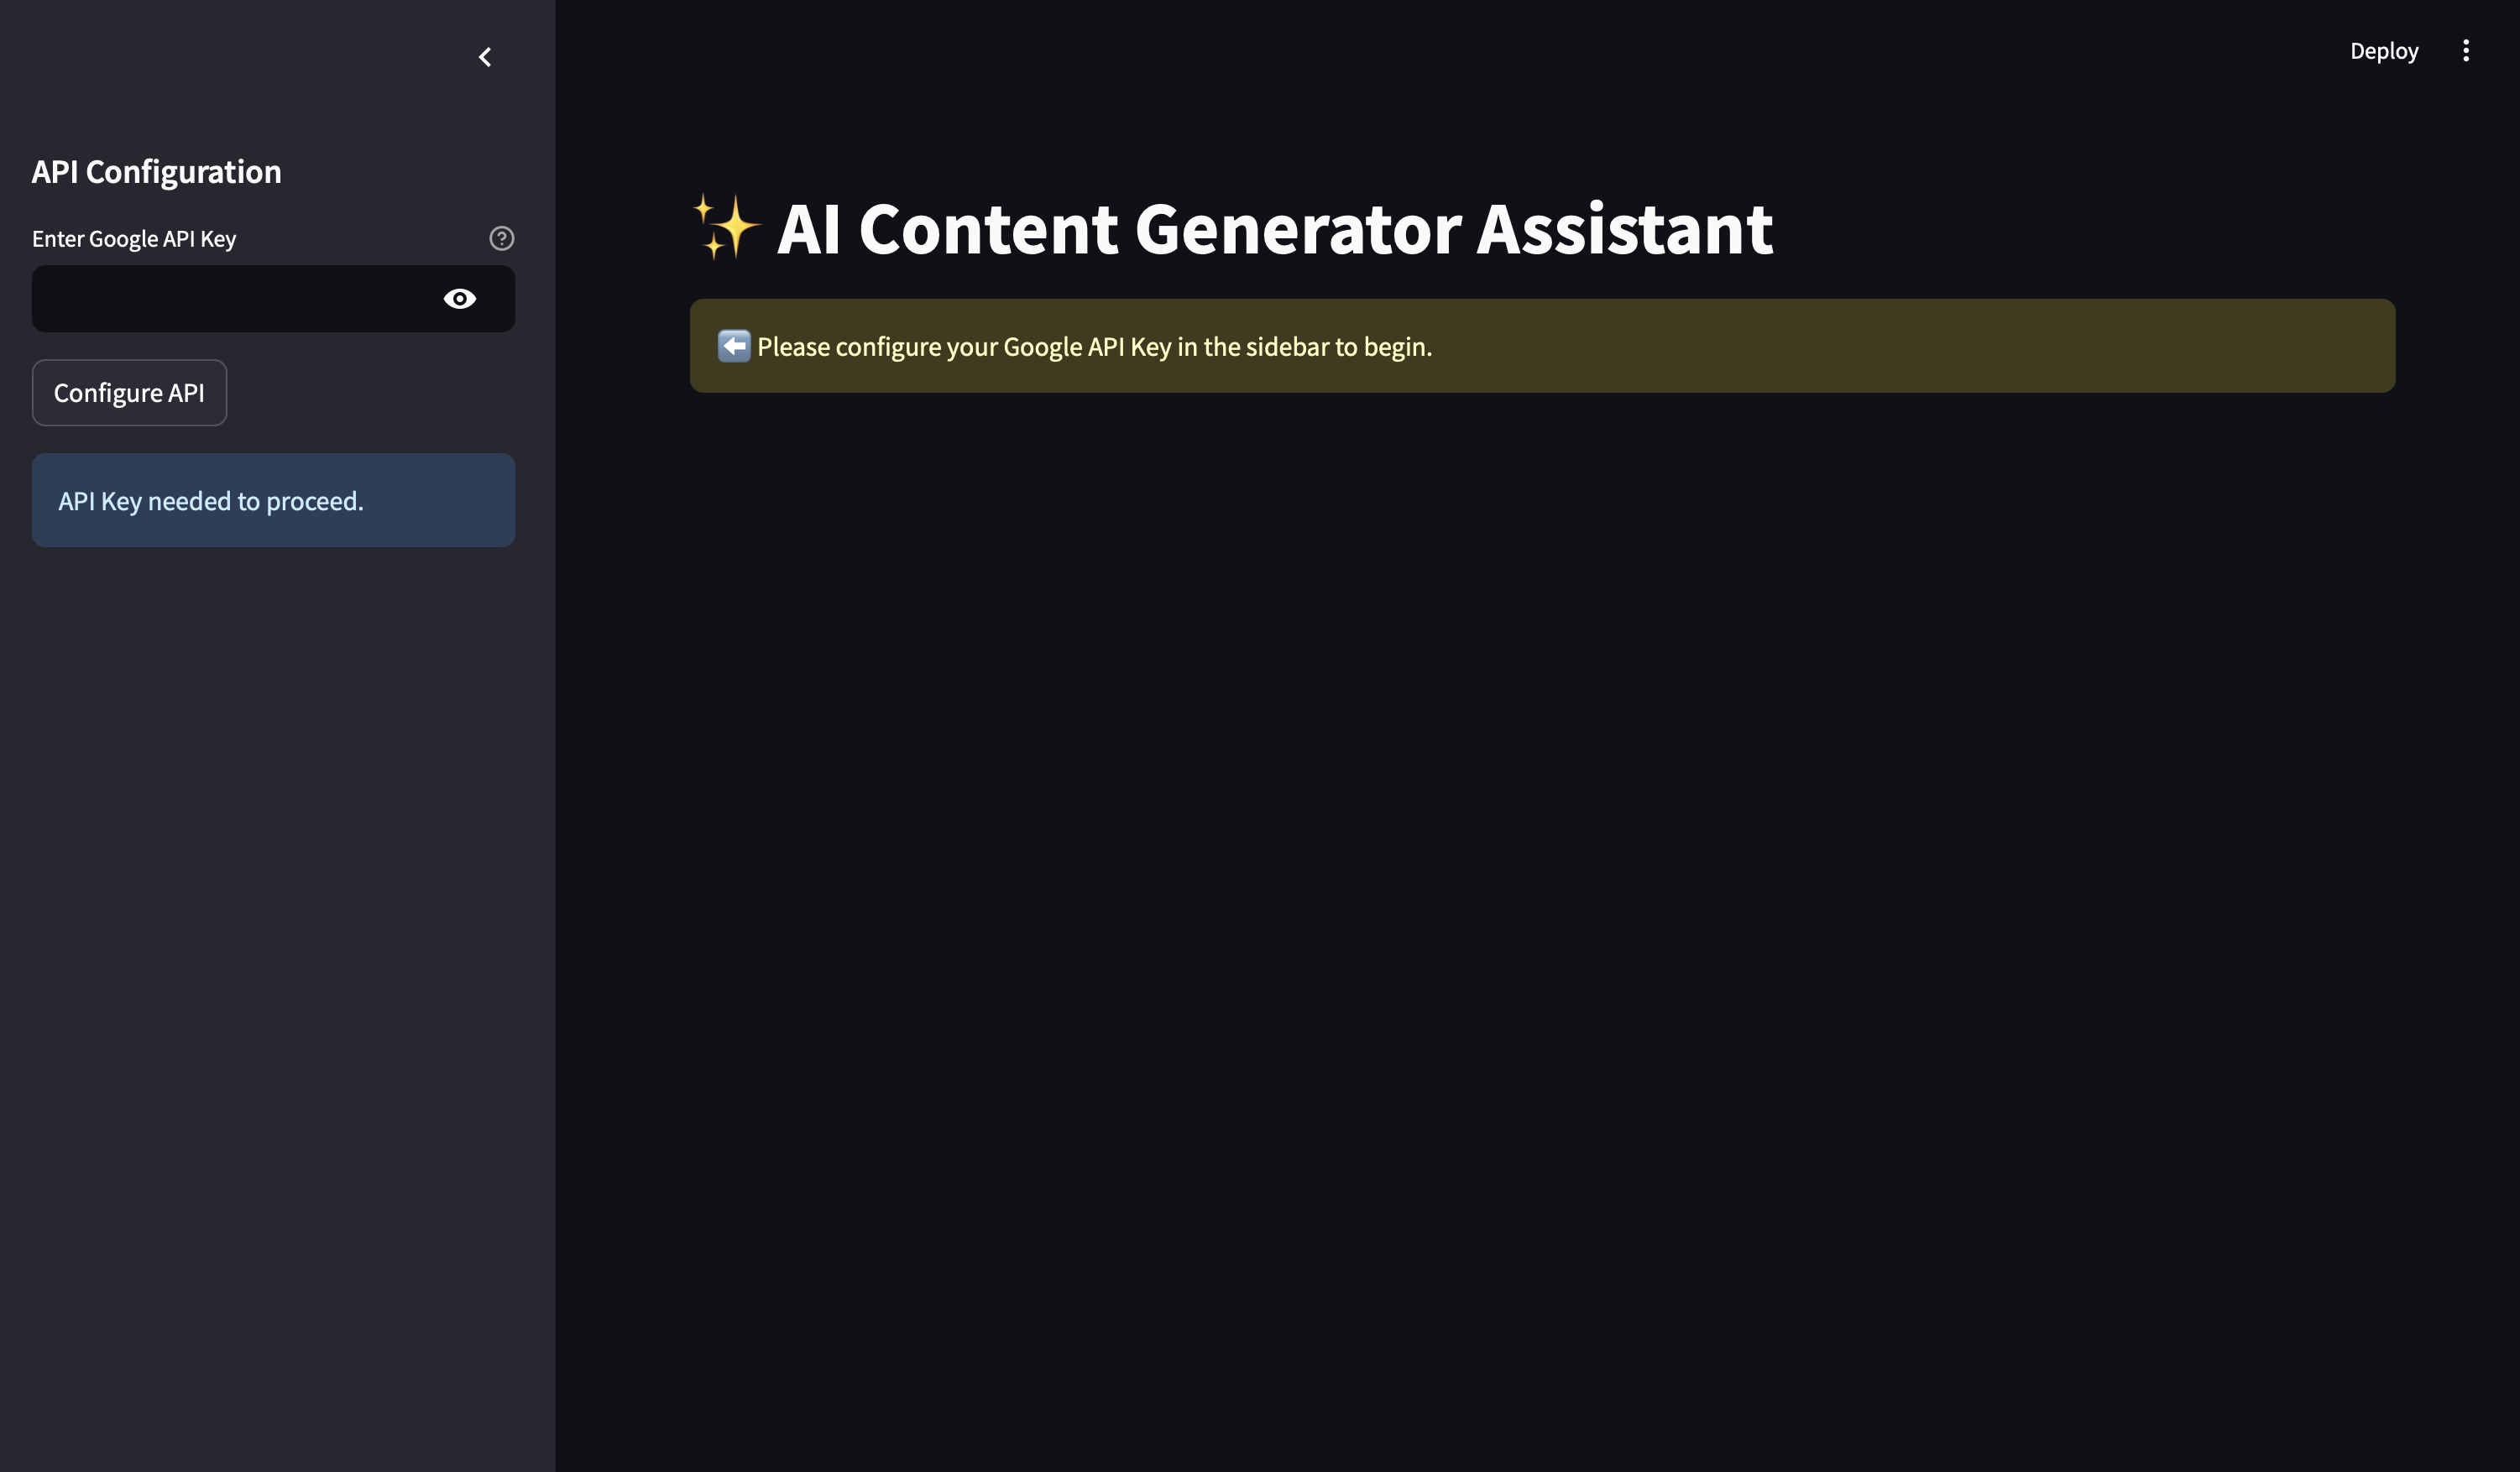 Deploy
API Configuration
Enter Google API Key
Configure API
API Key needed to proceed.
✨ AI Content Generator Assistant
⬅️ Please configure your Google API Key in the sidebar to begin.